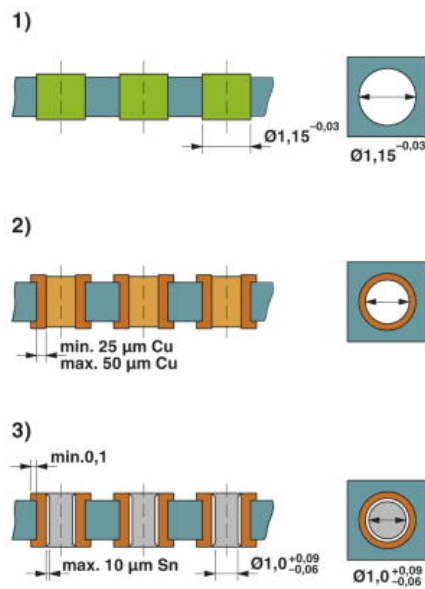 1)
Ø1,15 -0,03
Ø1,15 -0,03
2)
min. 25 µm Cu
max. 50 µm Cu
3)
min.0,1
max. 10 µm Sn
Ø1,0 +0,09 -0,06
Ø1,0 +0,09 -0,06